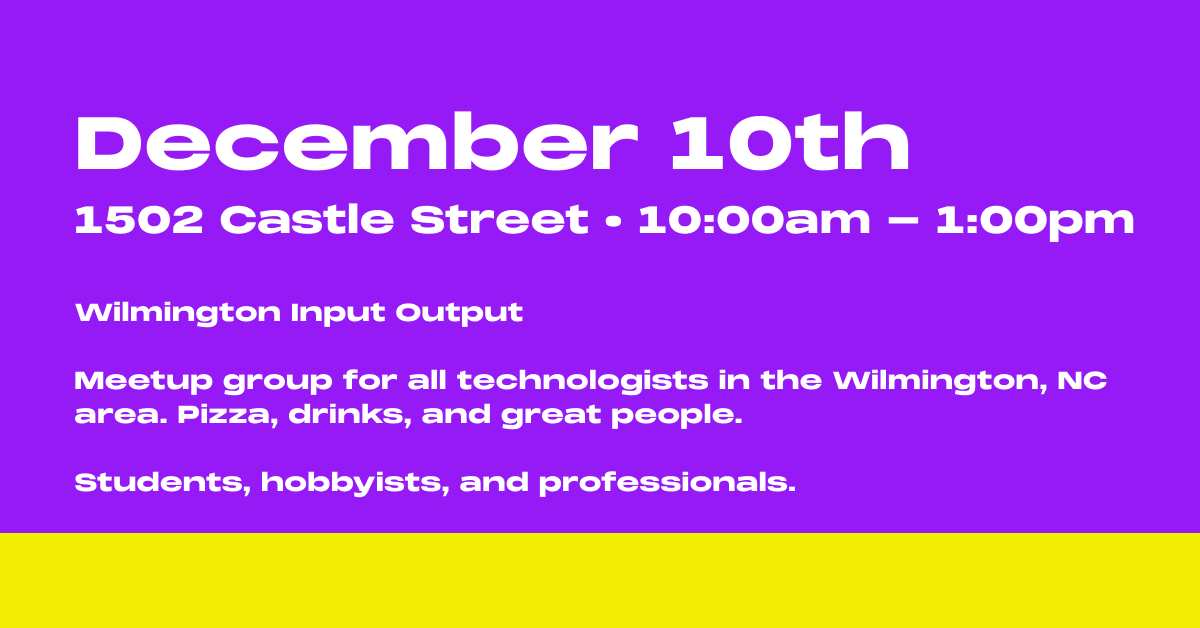 December 10th
1502 Castle Street • 10:00am – 1:00pm
Wilmington Input Output
Meetup group for all technologists in the Wilmington, NC
area. Pizza, drinks, and great people.
Students, hobbyists, and professionals.